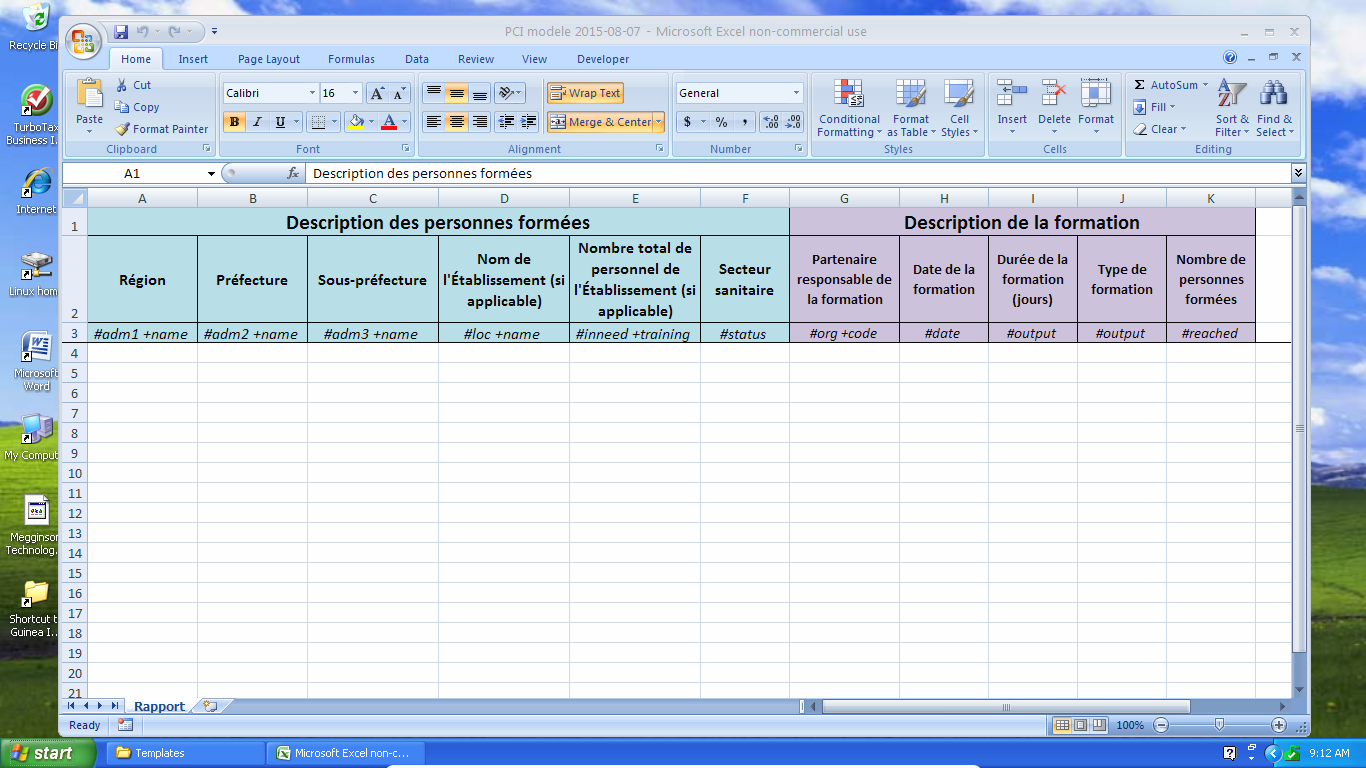 Recycle Bi
TurboTax
Business I...
Internet
Linux hom
Microsoft
Word
My Comput
Megginson
Technolog...
Shortcut t
Guinea I...
PCI modele 2015-08-07 - Microsoft Excel non-commercial use
Home Insert Page Layout Formulas Data Review View Developer
Paste
Cut
Copy
Format Painter
Clipboard
Calibri 16 A A
B I U A
Font
Wrap Text
Merge & Center
Alignment
General
$ % , .00 .00
Number
Conditional
Formatting
Format
as Table
Cell
Styles
Styles
Insert Delete Format
Cells
Σ AutoSum
Fill
Clear
Sort &
Filter
Find &
Select
Editing
A1 fx Description des personnes formées
A B C D E F G H I J K
1 Description des personnes formées Description de la formation
2
Région
Préfecture
Sous-préfecture
Nom de
l'Établissement (si
applicable)
Nombre total de
personnel de
l'Établissement (si
applicable)
Secteur
sanitaire
Partenaire
responsable de
la formation
Date de la
formation
Durée de la
formation
(jours)
Type de
formation
Nombre de
personnes
formées
3 #adm1 +name #adm2 +name #adm3 +name #loc +name #inneed +training #status #org +code #date #output #output #reached
4
5
6
7
8
9
10
11
12
13
14
15
16
17
18
19
20
21
Rapport
Ready 100%
start Templates Microsoft Excel non-c... 9:12 AM